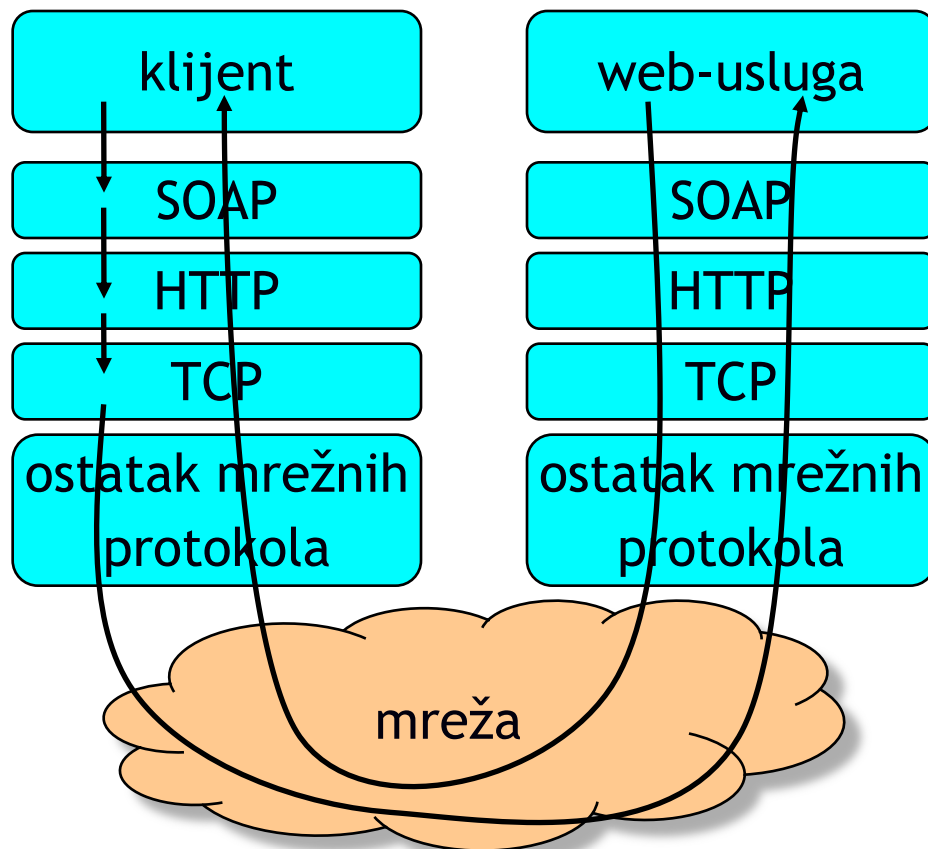 klijent
SOAP
HTTP
TCP
ostatak mrežnih
protokola
web-usluga
SOAP
HTTP
TCP
ostatak mrežnih
protokola
mreža